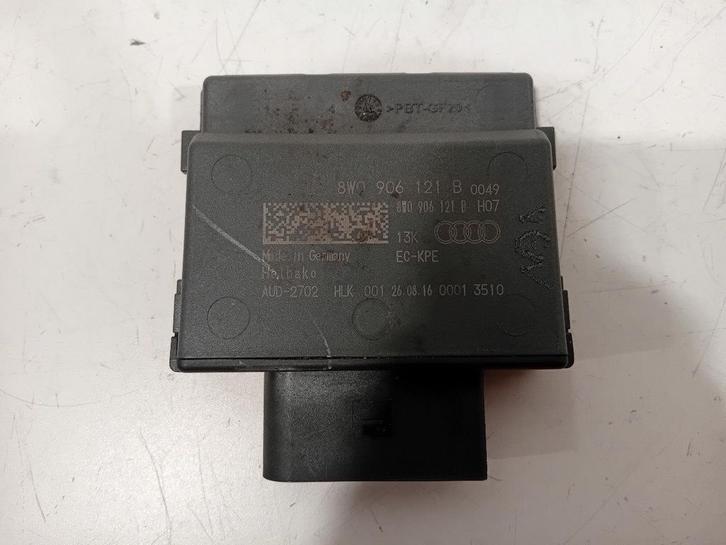 >PBT-GF20<
8W0 906 121 B 0049
8W0 906 121 B H07
13K
Made in Germany EC-KPE
Helbako
AUD-2702 HLK 001 26.08.16 0001 3510